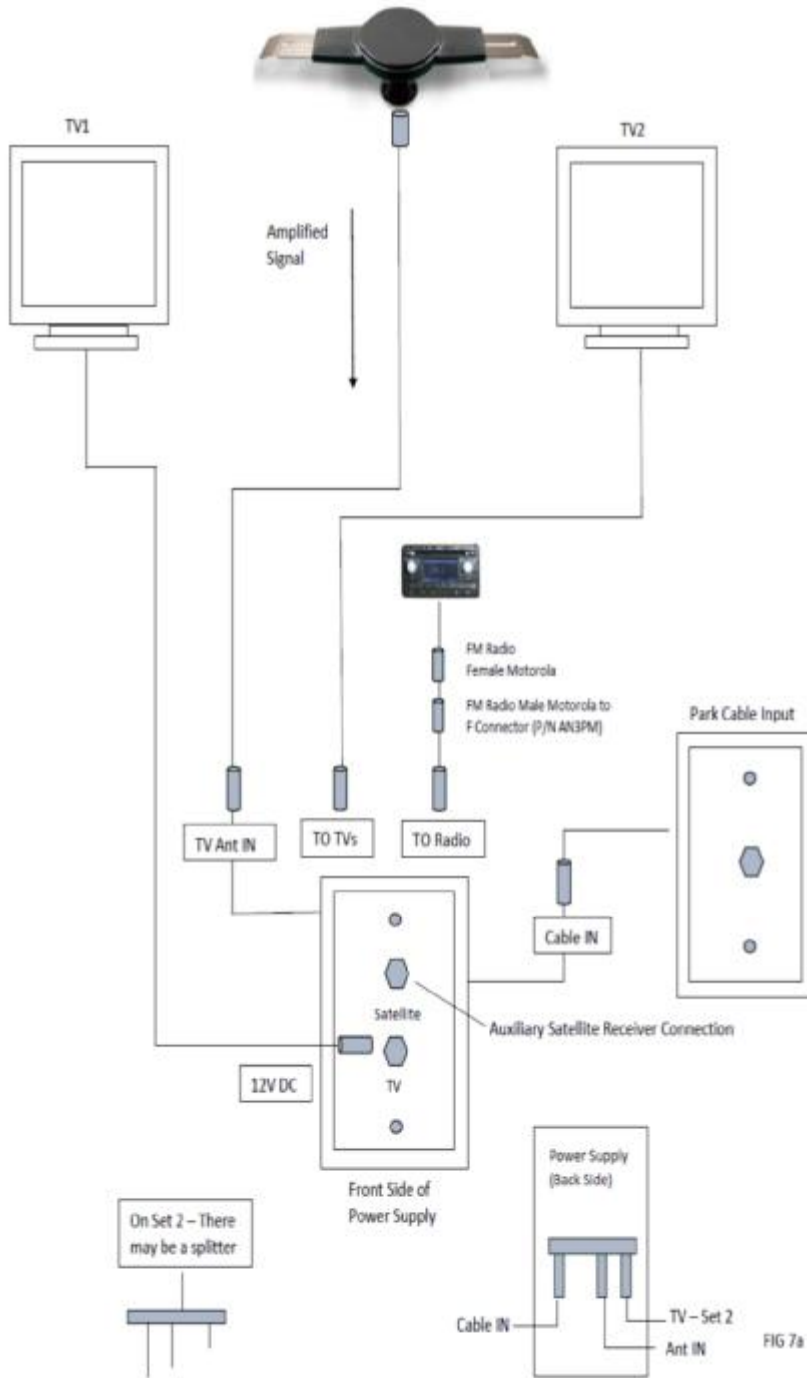 TV1
TV2
Amplified
Signal
FM Radio
Female Motorola
FM Radio Male Motorola to
F Connector (P/N AN3PM)
Park Cable Input
TV Ant IN
TO TVs
TO Radio
Cable IN
Satellite
Auxiliary Satellite Receiver Connection
12V DC
TV
Front Side of
Power Supply
On Set 2 – There
may be a splitter
Power Supply
(Back Side)
Cable IN
TV – Set 2
Ant IN
FIG 7a